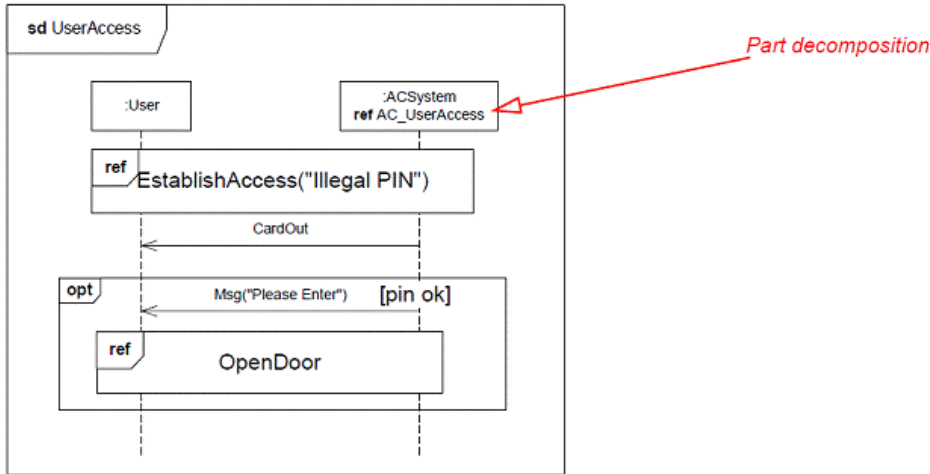 sd UserAccess
Part decomposition
:User
:ACSystem
ref AC_UserAccess
ref
EstablishAccess("Illegal PIN")
CardOut
opt
Msg("Please Enter")
[pin ok]
ref
OpenDoor